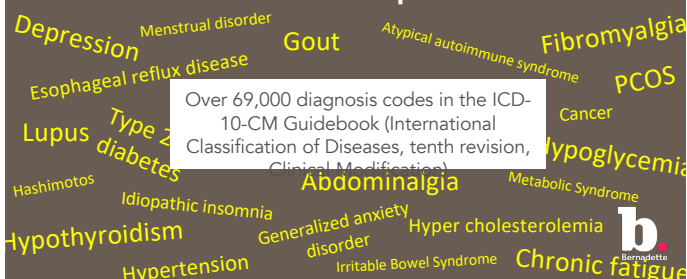 Depression
Menstrual disorder
Gout
Atypical autoimmune syndrome
Fibromyalgia
Esophageal reflux disease
PCOS
Over 69,000 diagnosis codes in the ICD-
10-CM Guidebook (International
Classification of Diseases, tenth revision,
Clinical Modification)
Cancer
Lupus
Type 2
diabetes
Hypoglycemia
Hashimotos
Abdominalgia
Metabolic Syndrome
Idiopathic insomnia
Generalized anxiety
disorder
Hyper cholesterolemia
Hypothyroidism
Hypertension
Irritable Bowel Syndrome
Chronic fatigue
b.
Bernadette